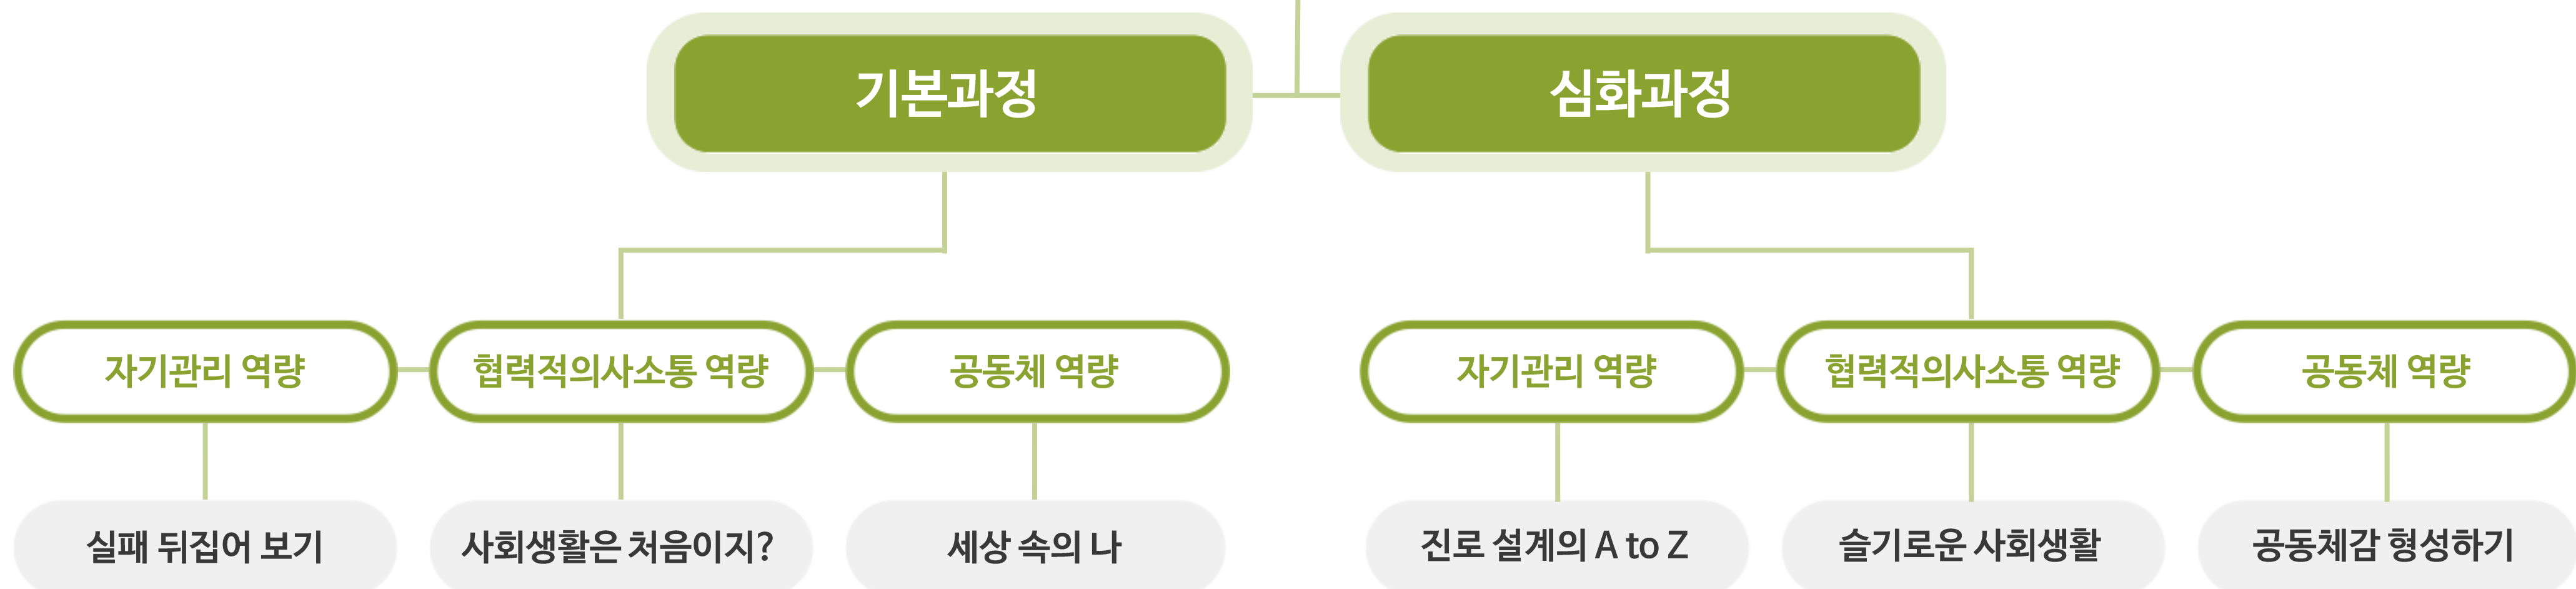 기본과정
심화과정
자기관리 역량
협력적의사소통 역량
공동체 역량
자기관리 역량
협력적의사소통 역량
공동체 역량
실패 뒤집어 보기
사회생활은 처음이지?
세상 속의 나
진로 설계의 A to Z
슬기로운 사회생활
공동체감 형성하기